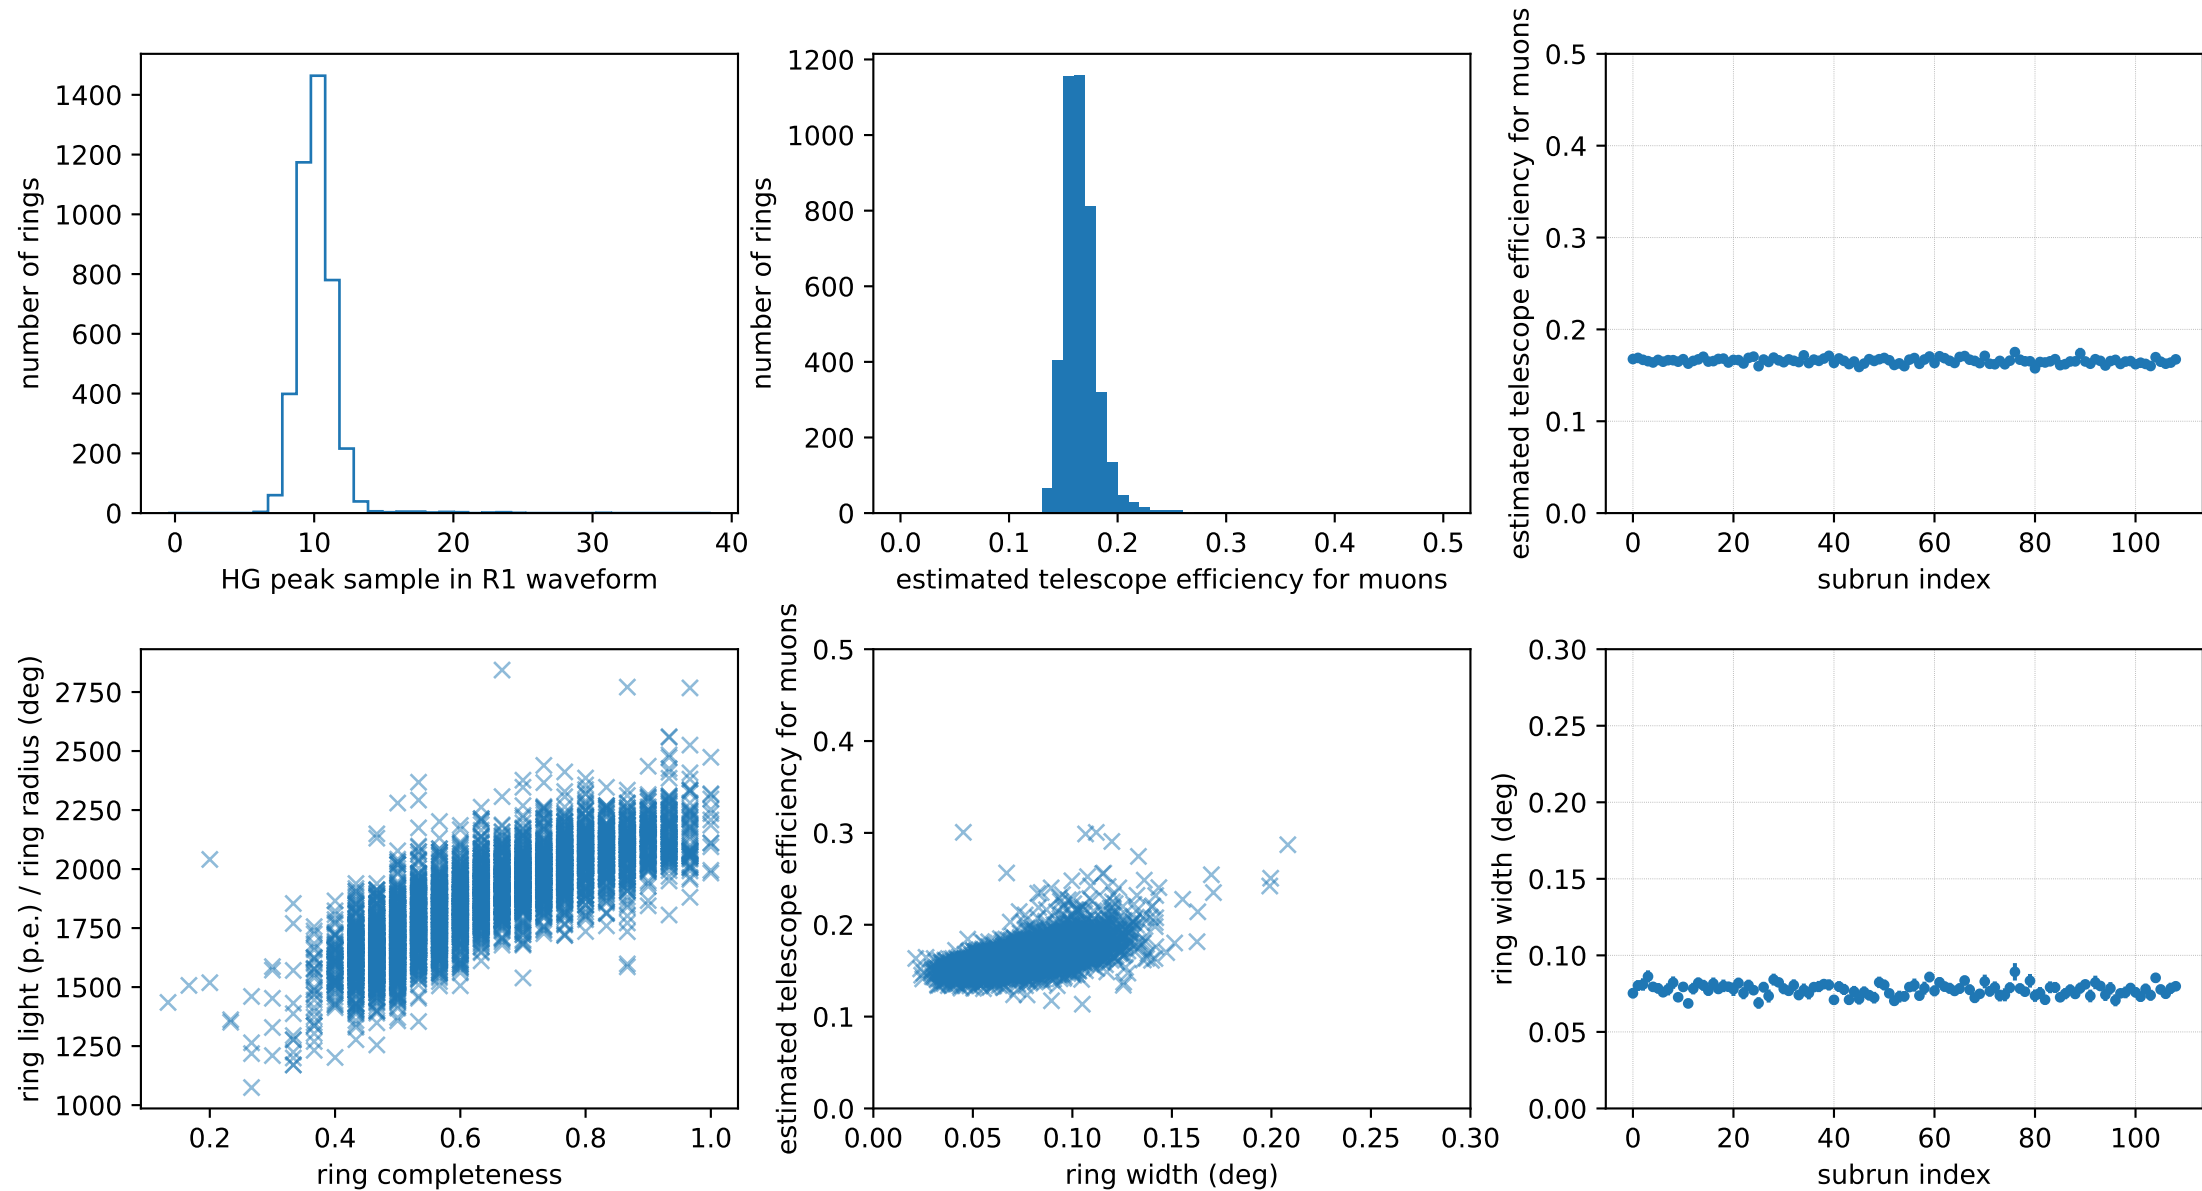 number of rings
1400
1200
1000
800
600
400
200
0
0 10 20 30 40
HG peak sample in R1 waveform
number of rings
1200
1000
800
600
400
200
0
0.0 0.1 0.2 0.3 0.4 0.5
estimated telescope efficiency for muons
estimated telescope efficiency for muons
0.5
0.4
0.3
0.2
0.1
0.0
0 20 40 60 80 100
subrun index
ring light (p.e.) / ring radius (deg)
2750
2500
2250
2000
1750
1500
1250
1000
0.2 0.4 0.6 0.8 1.0
ring completeness
estimated telescope efficiency for muons
0.5
0.4
0.3
0.2
0.1
0.0
0.00 0.05 0.10 0.15 0.20 0.25 0.30
ring width (deg)
ring width (deg)
0.30
0.25
0.20
0.15
0.10
0.05
0.00
0 20 40 60 80 100
subrun index